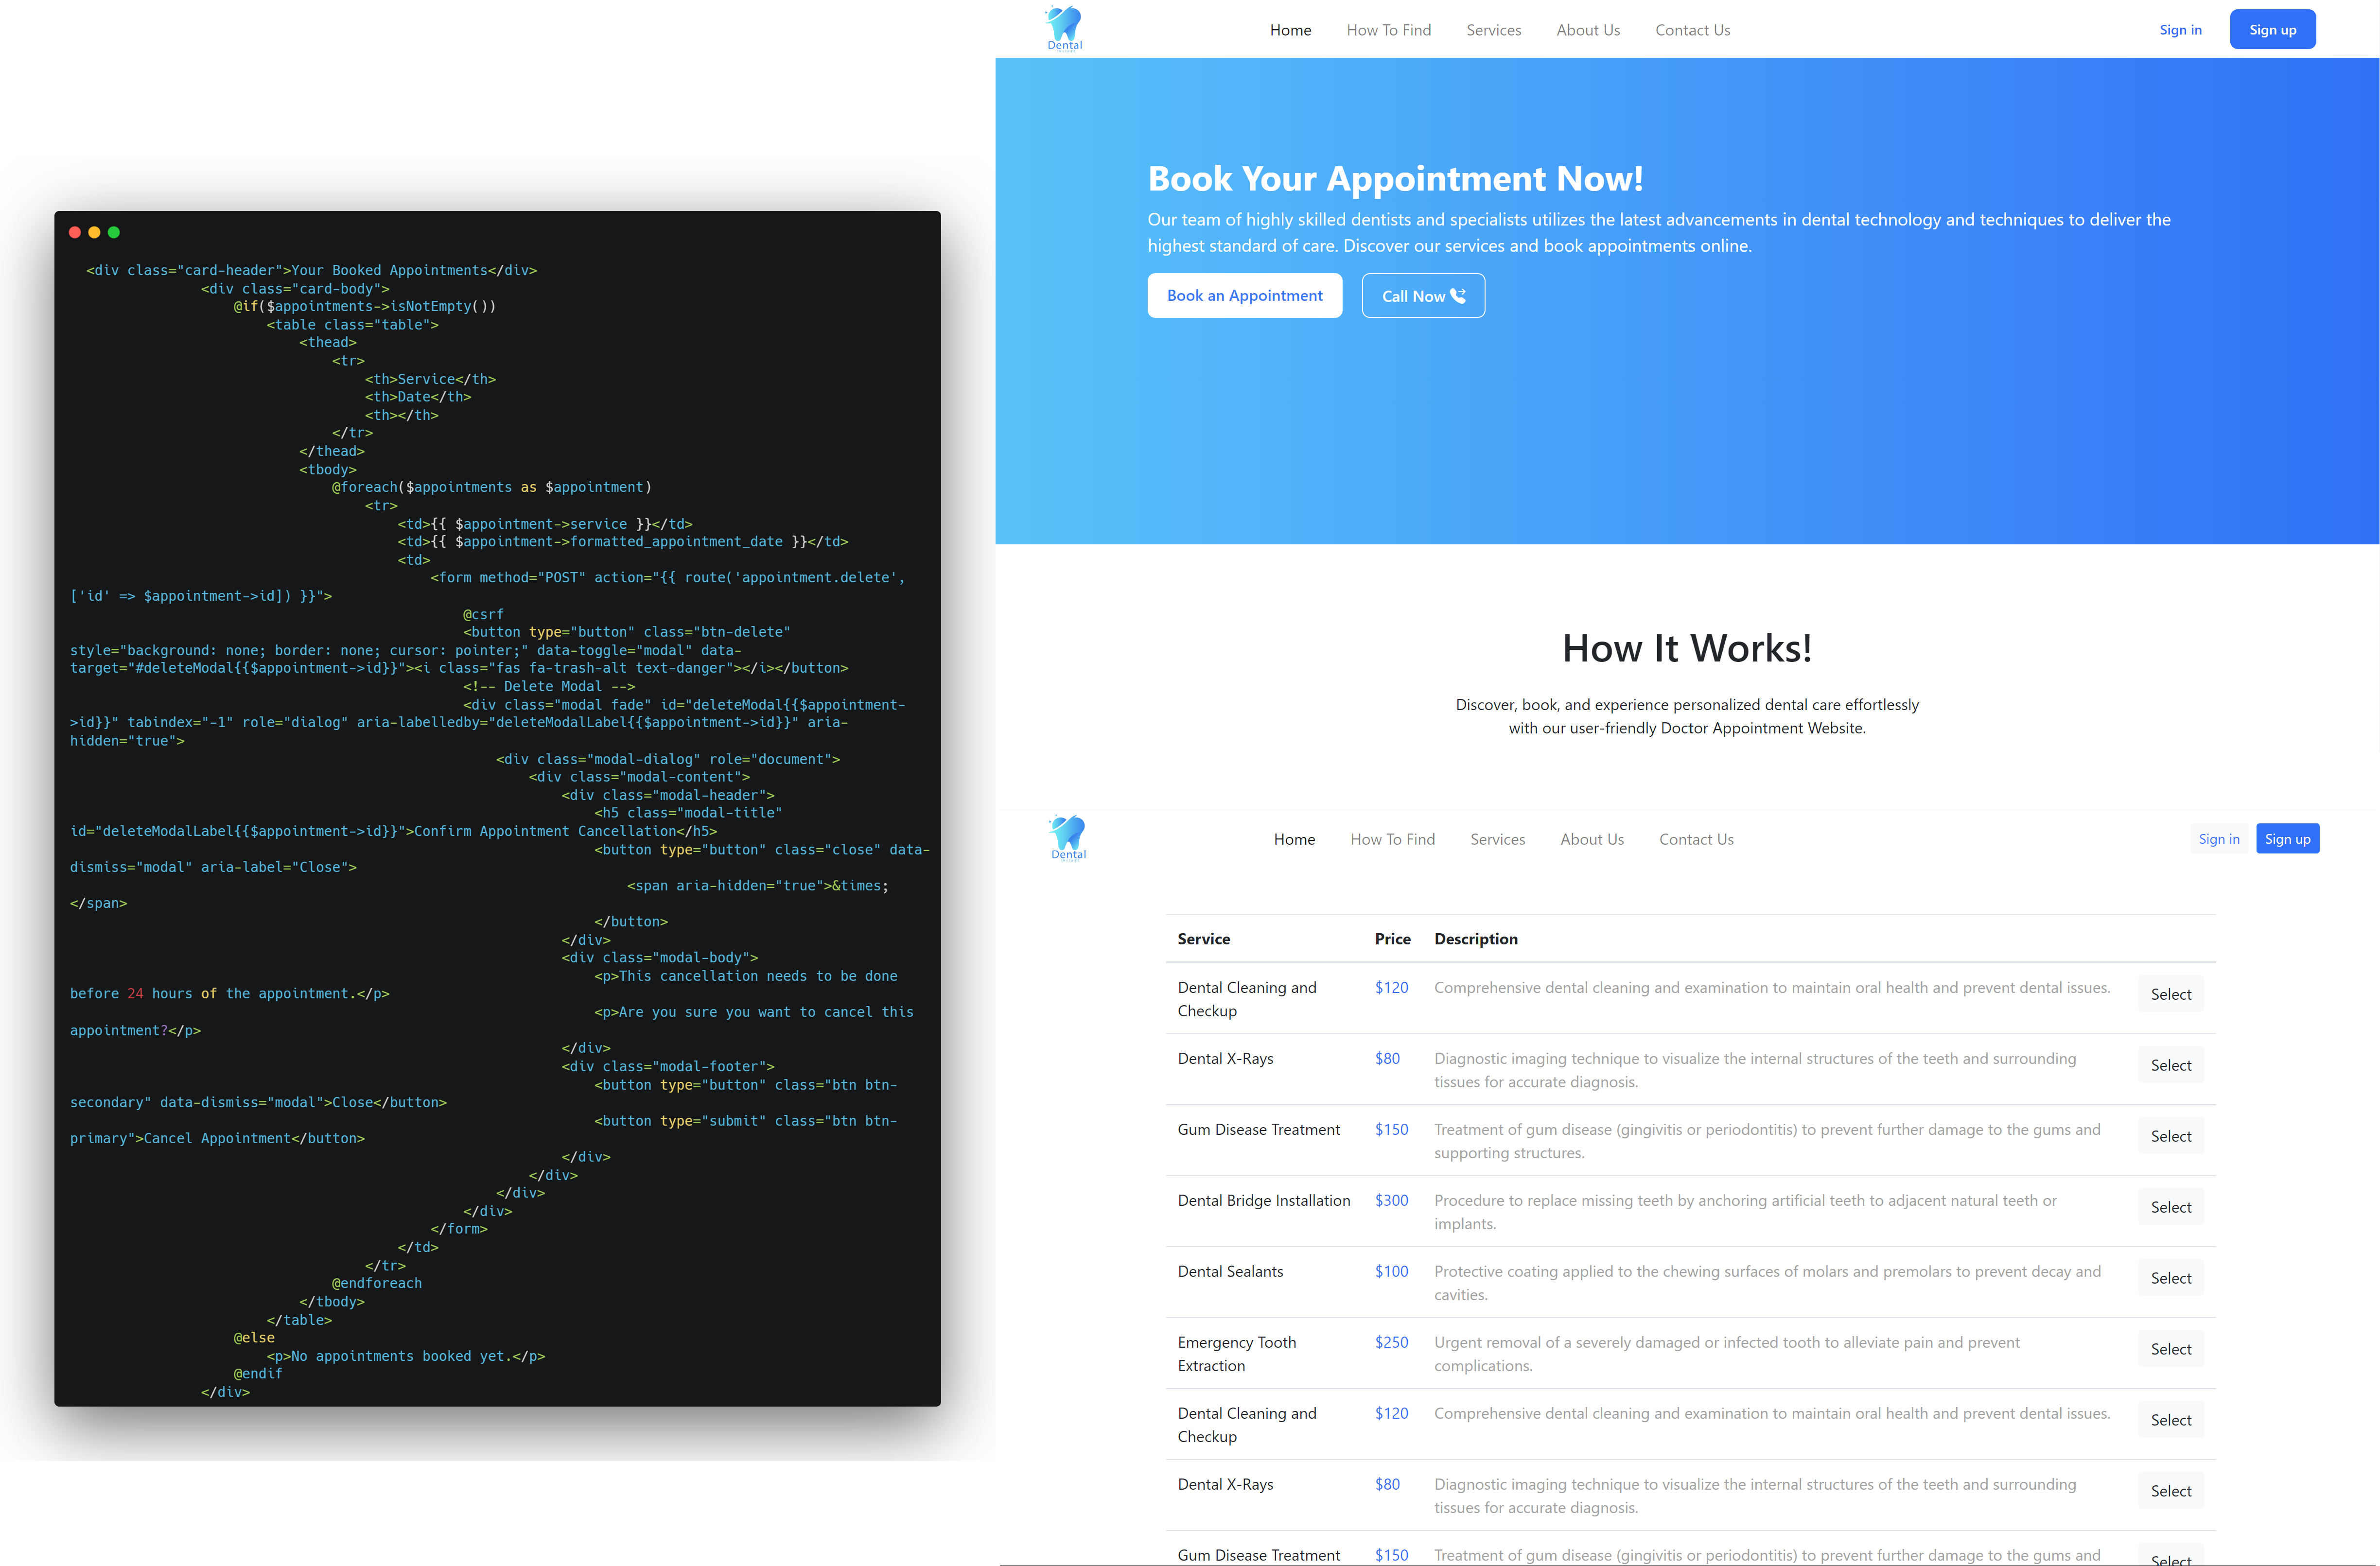 <div class="card-header">Your Booked Appointments</div>
<div class="card-body">
@if($appointments->isNotEmpty())
<table class="table">
<thead>
<tr>
<th>Service</th>
<th>Date</th>
<th></th>
</tr>
</thead>
<tbody>
@foreach($appointments as $appointment)
<tr>
<td>{{ $appointment->service }}</td>
<td>{{ $appointment->formatted_appointment_date }}</td>
<td>
<form method="POST" action="{{ route('appointment.delete',
['id' => $appointment->id]) }}">
@csrf
<button type="button" class="btn-delete"
style="background: none; border: none; cursor: pointer;" data-toggle="modal" data-
target="#deleteModal{{$appointment->id}}"><i class="fas fa-trash-alt text-danger"></i></button>
<!-- Delete Modal -->
<div class="modal fade" id="deleteModal{{$appointment-
>id}}" tabindex="-1" role="dialog" aria-labelledby="deleteModalLabel{{$appointment->id}}" aria-
hidden="true">
<div class="modal-dialog" role="document">
<div class="modal-content">
<div class="modal-header">
<h5 class="modal-title"
id="deleteModalLabel{{$appointment->id}}">Confirm Appointment Cancellation</h5>
<button type="button" class="close" data-
dismiss="modal" aria-label="Close">
<span aria-hidden="true">&times;
</span>
</button>
</div>
<div class="modal-body">
<p>This cancellation needs to be done
before 24 hours of the appointment.</p>
<p>Are you sure you want to cancel this
appointment?</p>
</div>
<div class="modal-footer">
<button type="button" class="btn btn-
secondary" data-dismiss="modal">Close</button>
<button type="submit" class="btn btn-
primary">Cancel Appointment</button>
</div>
</div>
</div>
</div>
</form>
</td>
</tr>
@endforeach
</tbody>
</table>
@else
<p>No appointments booked yet.</p>
@endif
</div>
Dental
Home How To Find Services About Us Contact Us Sign in Sign up
Book Your Appointment Now!
Our team of highly skilled dentists and specialists utilizes the latest advancements in dental technology and techniques to deliver the
highest standard of care. Discover our services and book appointments online.
Book an Appointment Call Now
How It Works!
Discover, book, and experience personalized dental care effortlessly
with our user-friendly Doctor Appointment Website.
Dental
Home How To Find Services About Us Contact Us Sign in Sign up
Service Price Description
Dental Cleaning and $120 Comprehensive dental cleaning and examination to maintain oral health and prevent dental issues. Select
Checkup
Dental X-Rays $80 Diagnostic imaging technique to visualize the internal structures of the teeth and surrounding Select
tissues for accurate diagnosis.
Gum Disease Treatment $150 Treatment of gum disease (gingivitis or periodontitis) to prevent further damage to the gums and Select
supporting structures.
Dental Bridge Installation $300 Procedure to replace missing teeth by anchoring artificial teeth to adjacent natural teeth or Select
implants.
Dental Sealants $100 Protective coating applied to the chewing surfaces of molars and premolars to prevent decay and Select
cavities.
Emergency Tooth $250 Urgent removal of a severely damaged or infected tooth to alleviate pain and prevent Select
Extraction complications.
Dental Cleaning and $120 Comprehensive dental cleaning and examination to maintain oral health and prevent dental issues. Select
Checkup
Dental X-Rays $80 Diagnostic imaging technique to visualize the internal structures of the teeth and surrounding Select
tissues for accurate diagnosis.
Gum Disease Treatment $150 Treatment of gum disease (gingivitis or periodontitis) to prevent further damage to the gums and Select